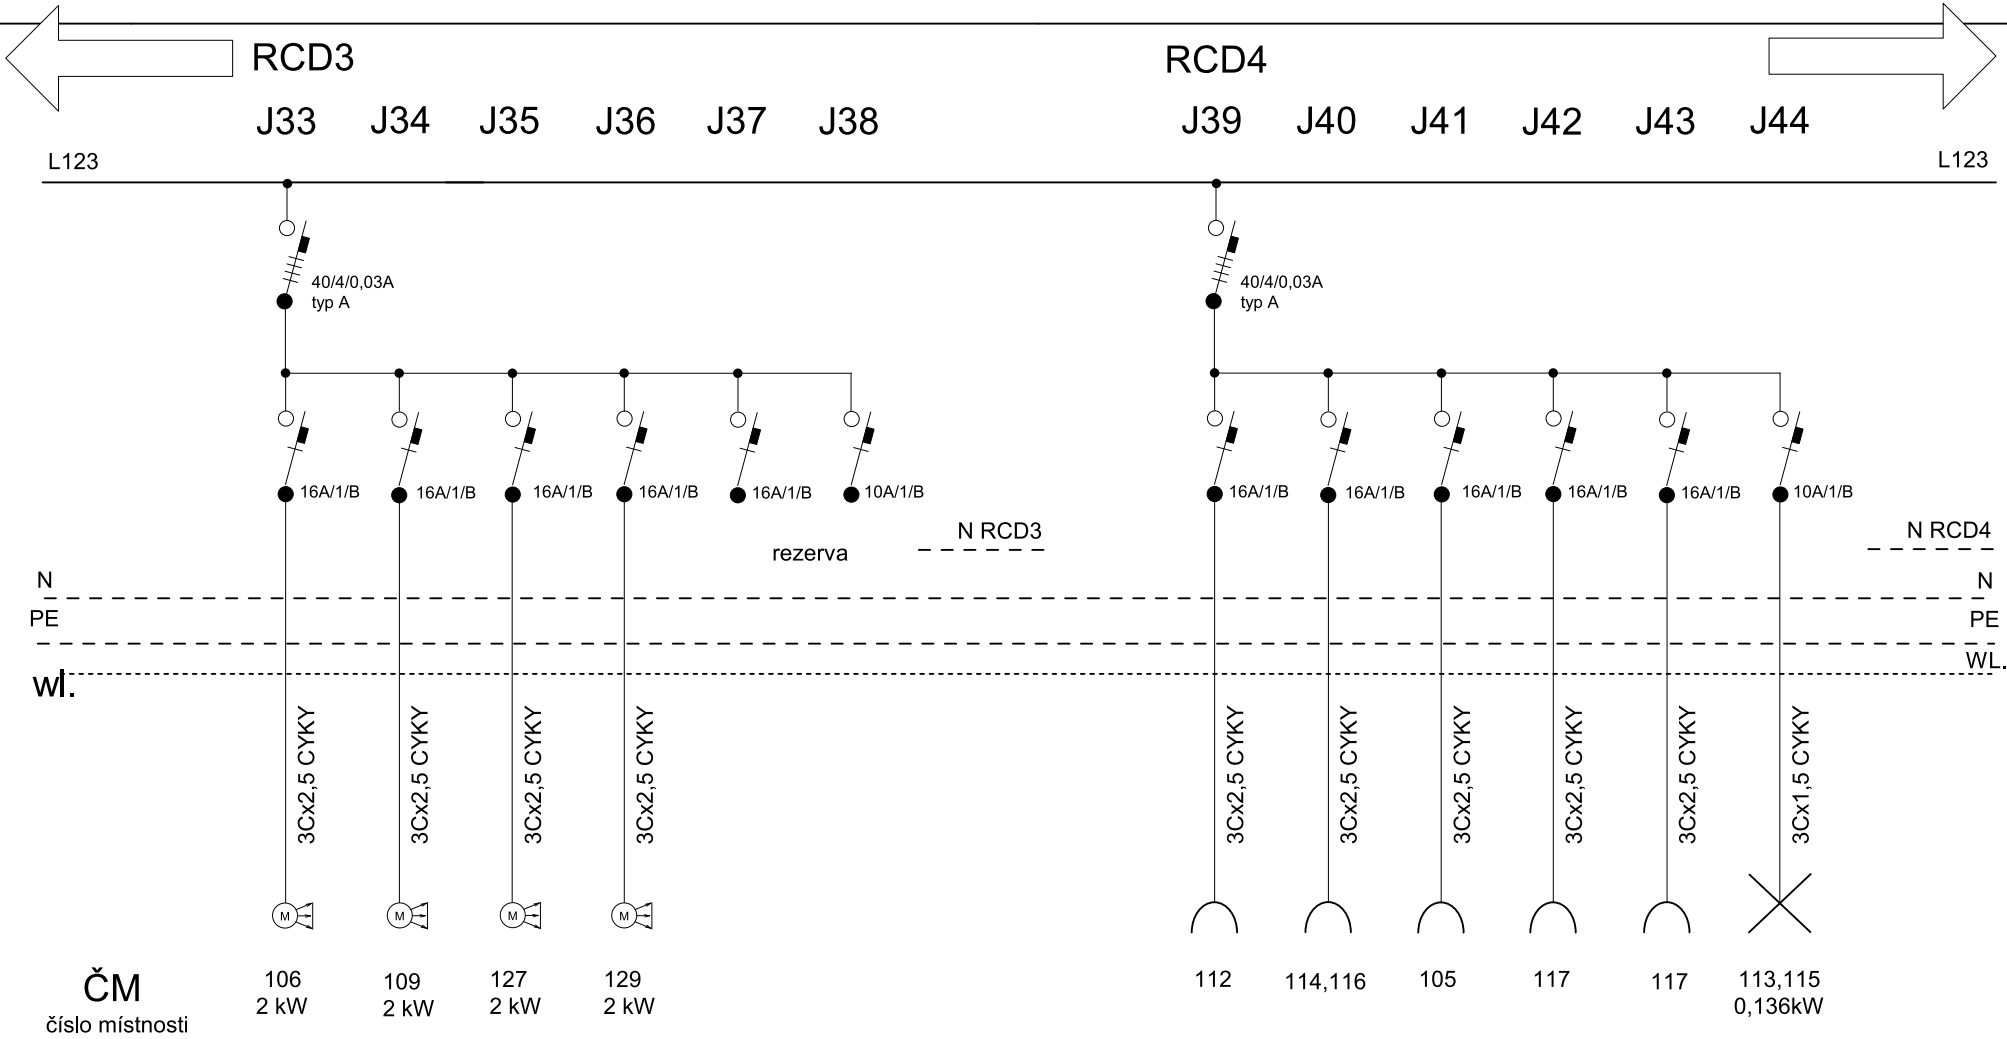 RCD3 RCD4
J33 J34 J35 J36 J37 J38 J39 J40 J41 J42 J43 J44
L123 L123
40/4/0,03A 40/4/0,03A
typ A typ A
16A/1/B 16A/1/B 16A/1/B 16A/1/B 16A/1/B 10A/1/B 16A/1/B 16A/1/B 16A/1/B 16A/1/B 16A/1/B 10A/1/B
N RCD3 N RCD4
rezerva
N N
PE PE
WL.
wl.
3Cx2,5 CYKY 3Cx2,5 CYKY 3Cx2,5 CYKY 3Cx2,5 CYKY 3Cx2,5 CYKY 3Cx2,5 CYKY 3Cx2,5 CYKY 3Cx2,5 CYKY 3Cx2,5 CYKY 3Cx1,5 CYKY
M M M M
ČM 106 109 127 129 112 114,116 105 117 117 113,115
2 kW 2 kW 2 kW 2 kW 0,136kW
číslo místnosti